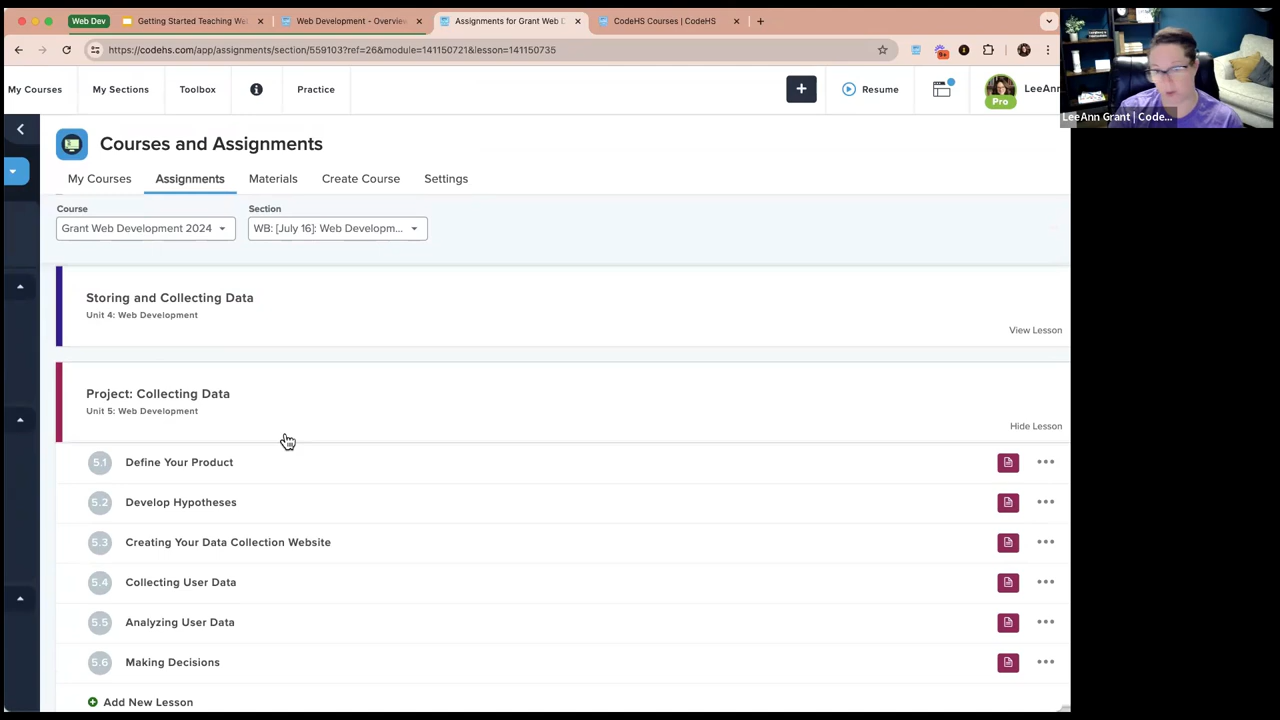 Web Dev
Getting Started Teaching We
Web Development - Overview
Assignments for Grant Web D
CodeHS Courses | CodeHS
https://codehs.com/app/assignments/section/559103?ref=26&module=141150721&lesson=141150735
9+
My Courses
My Sections
Toolbox
Practice
Resume
Pro
LeeAnn
LeeAnn Grant | Code...
Courses and Assignments
My Courses
Assignments
Materials
Create Course
Settings
Course
Section
Grant Web Development 2024
WB: [July 16]: Web Developm...
Storing and Collecting Data
Unit 4: Web Development
View Lesson
Project: Collecting Data
Unit 5: Web Development
Hide Lesson
5.1 Define Your Product
5.2 Develop Hypotheses
5.3 Creating Your Data Collection Website
5.4 Collecting User Data
5.5 Analyzing User Data
5.6 Making Decisions
Add New Lesson